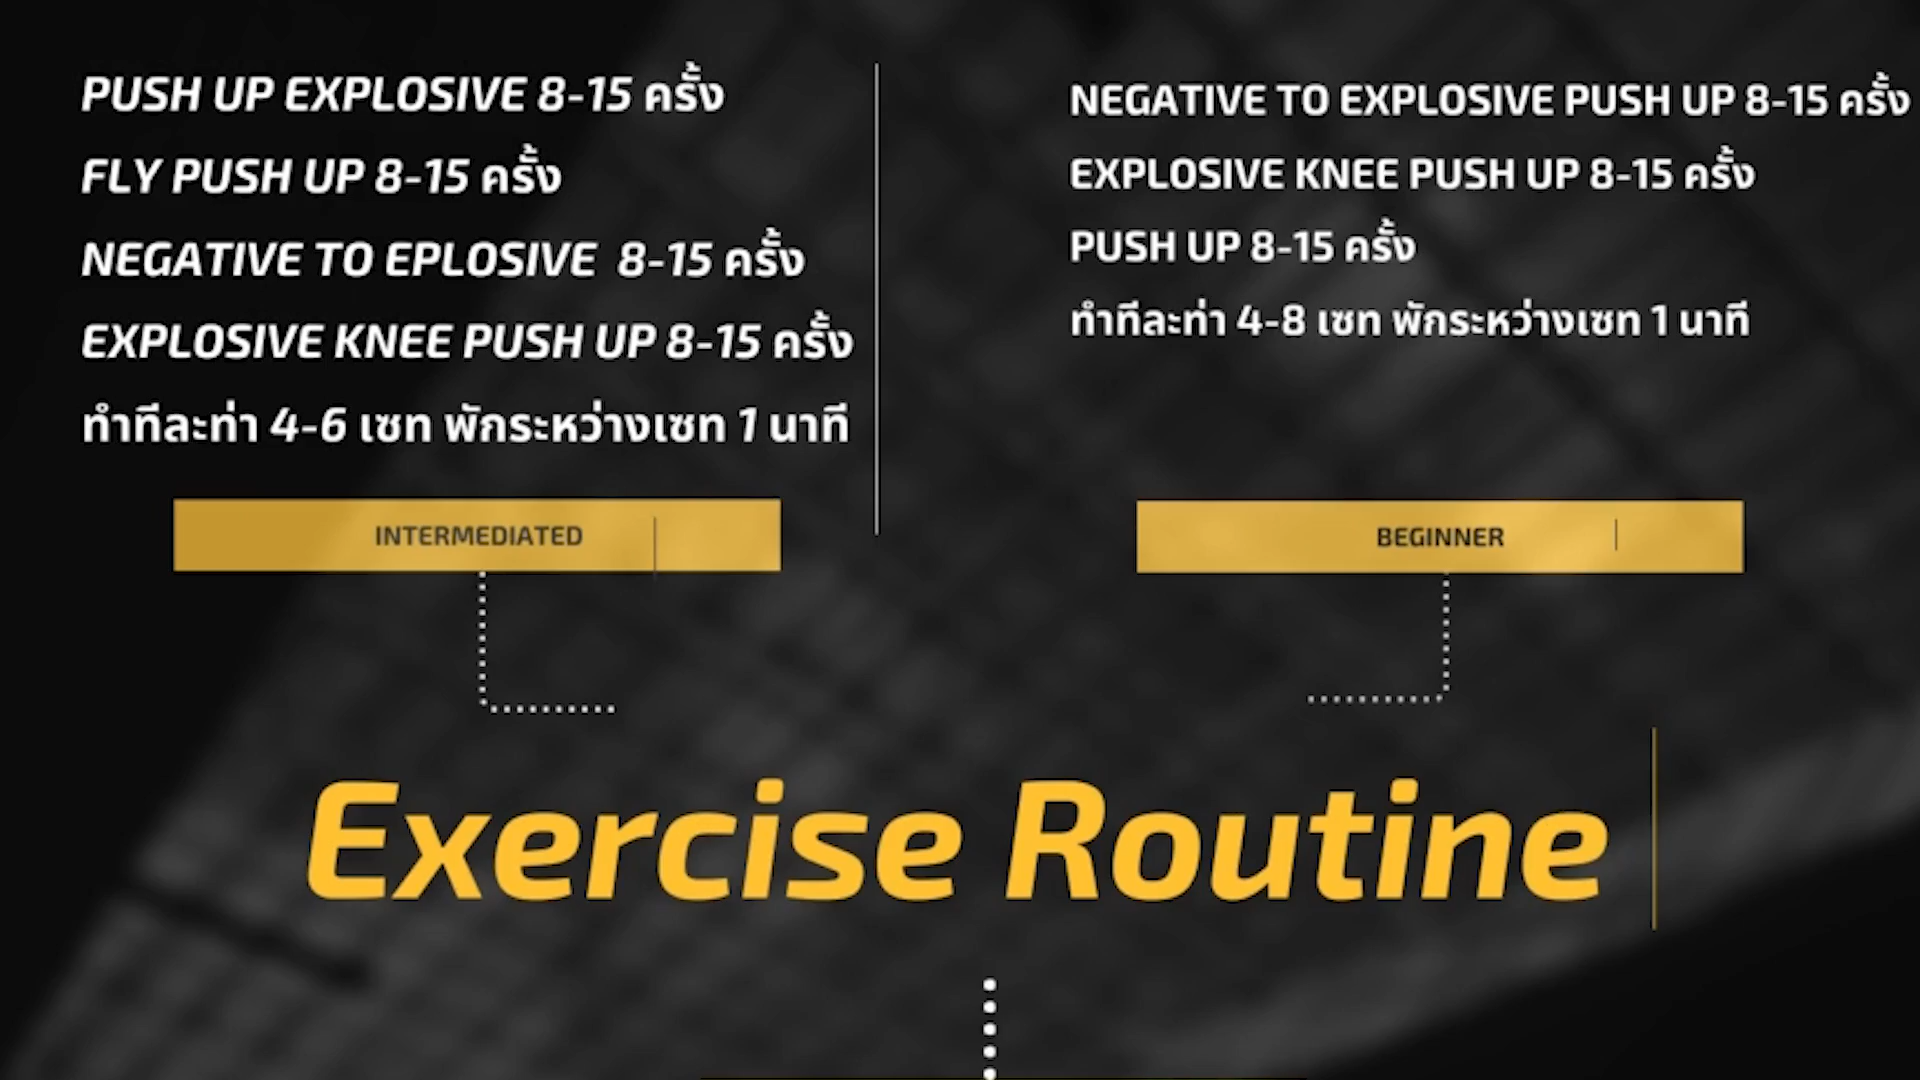 PUSH UP EXPLOSIVE 8-15 ครั้ง
FLY PUSH UP 8-15 ครั้ง
NEGATIVE TO EPLOSIVE 8-15 ครั้ง
EXPLOSIVE KNEE PUSH UP 8-15 ครั้ง
ทำทีละท่า 4-6 เซท พักระหว่างเซท 1 นาที
INTERMEDIATED
NEGATIVE TO EXPLOSIVE PUSH UP 8-15 ครั้ง
EXPLOSIVE KNEE PUSH UP 8-15 ครั้ง
PUSH UP 8-15 ครั้ง
ทำทีละท่า 4-8 เซท พักระหว่างเซท 1 นาที
BEGINNER
Exercise Routine